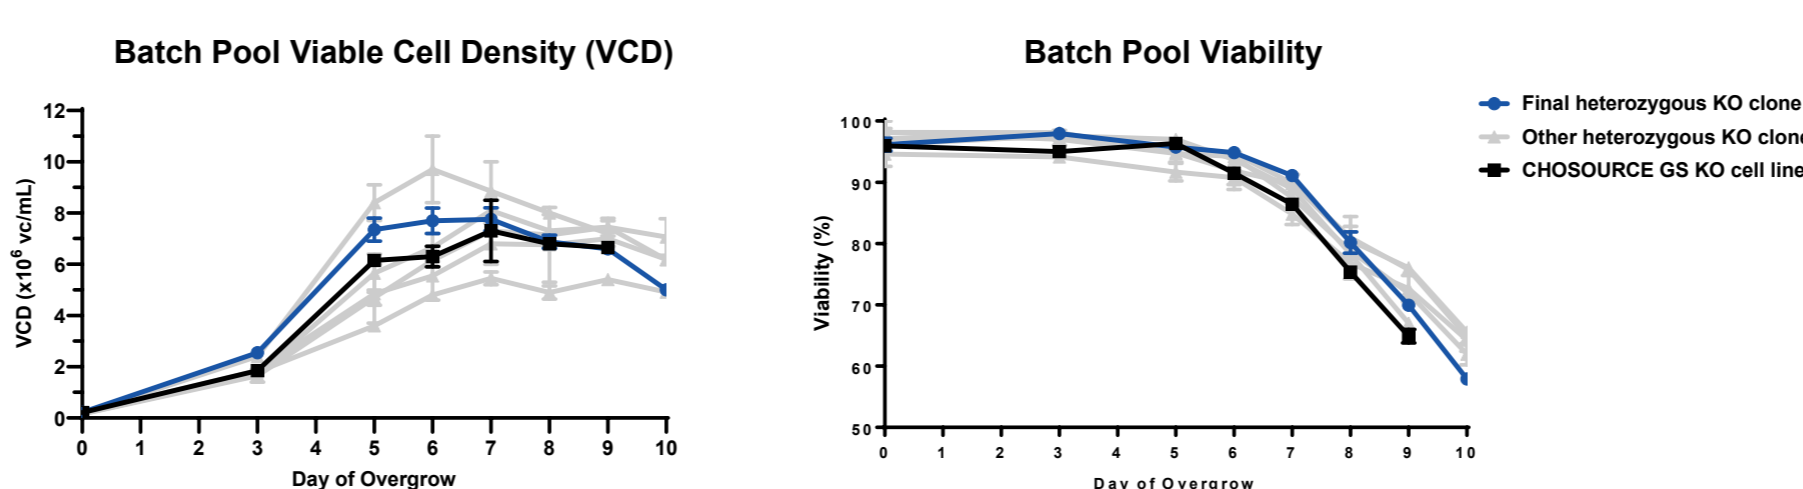 Batch Pool Viable Cell Density (VCD)
12
10
8
6
4
2
0
VCD (x10⁶ vc/mL)
0 1 2 3 4 5 6 7 8 9 10
Day of Overgrow
Batch Pool Viability
100
90
80
70
60
50
Viability (%)
0 1 2 3 4 5 6 7 8 9 10
Day of Overgrow
Final heterozygous KO clone
Other heterozygous KO clone
CHOSOURCE GS KO cell line